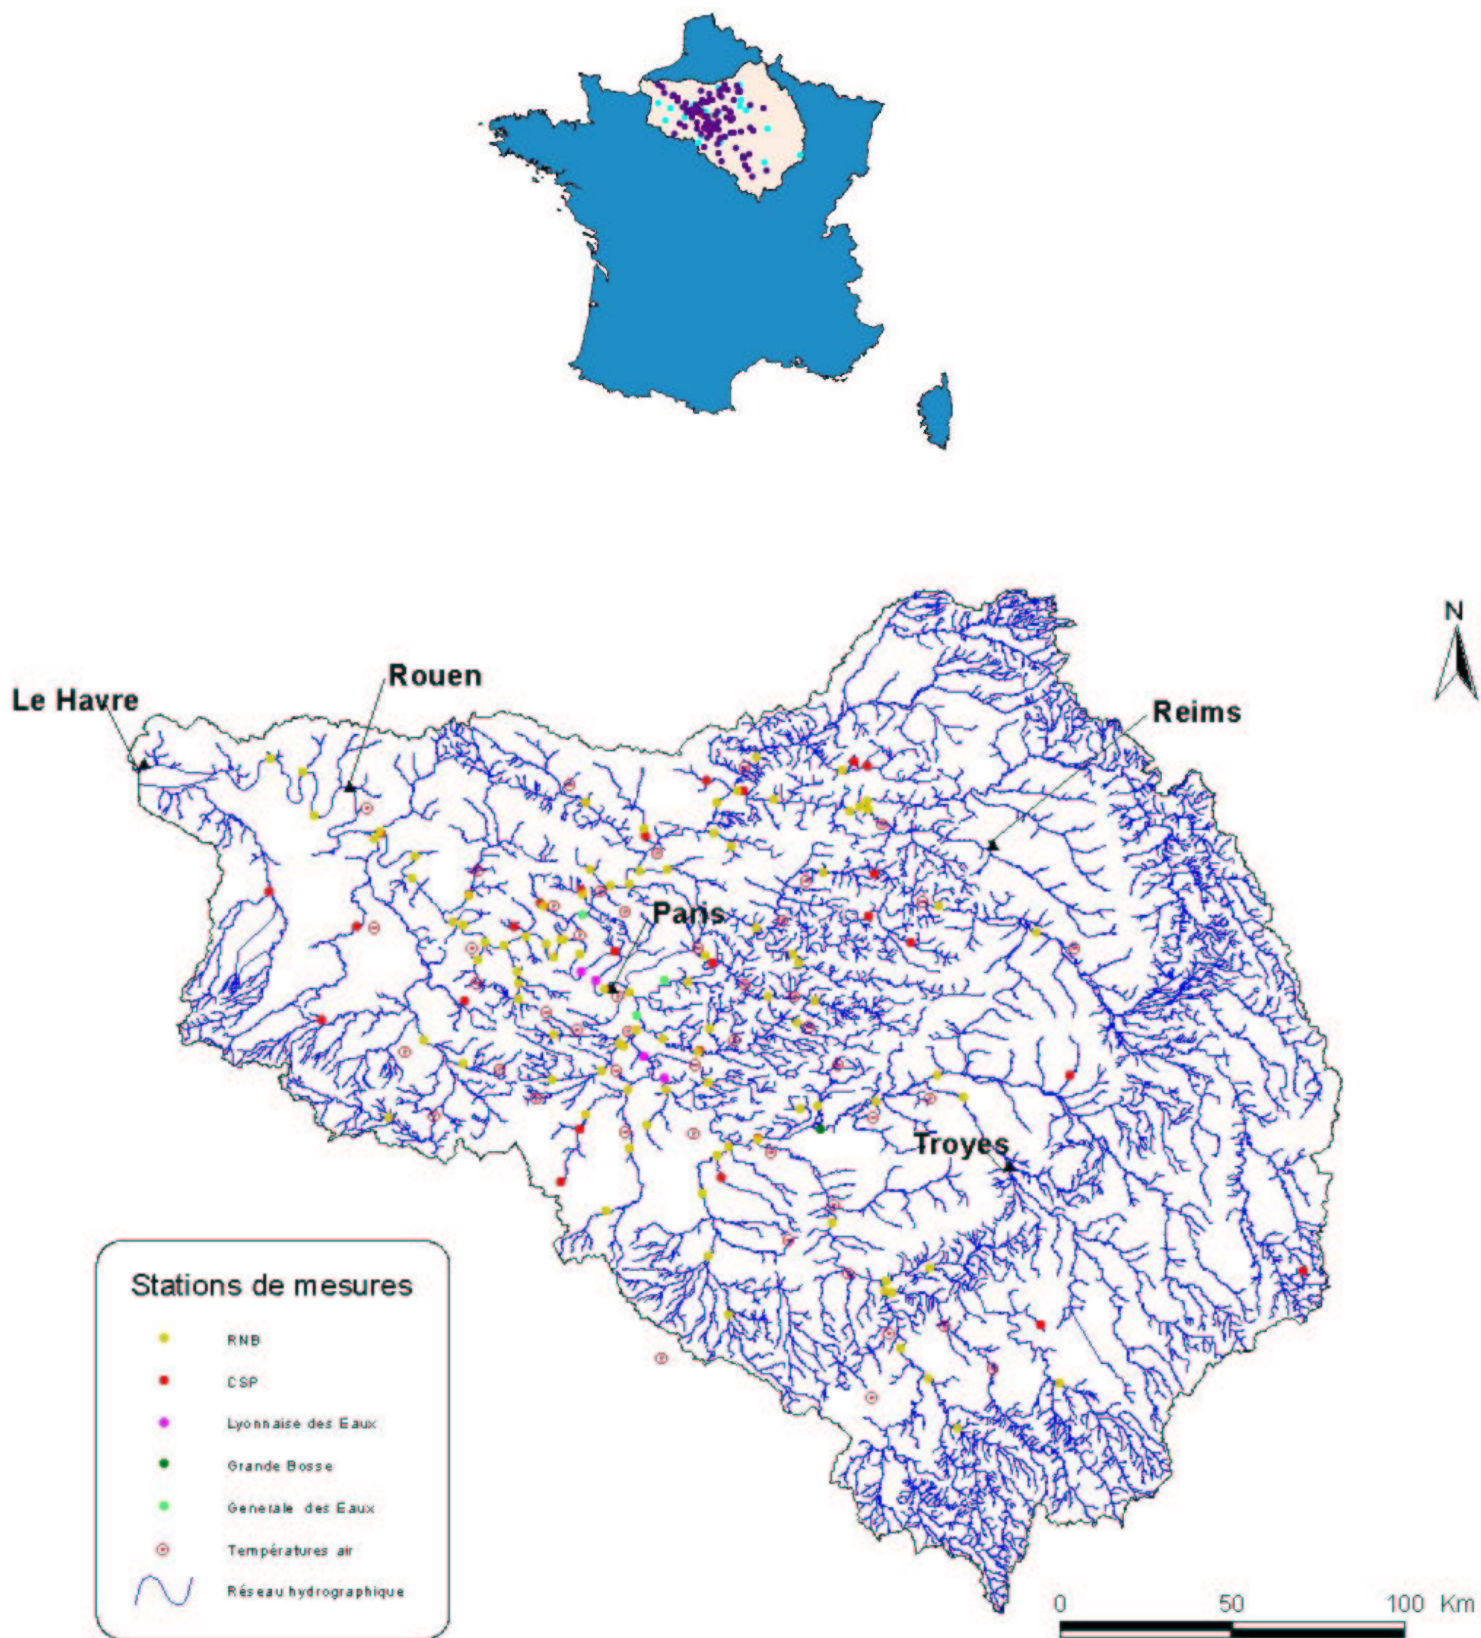 N
Rouen
Le Havre
Reims
Paris
Troyes
Stations de mesures
RNB
CSP
Lyonnaise des Eaux
Grande Bosse
Generale des Eaux
Températures air
Réseau hydrographique
0 50 100 Km